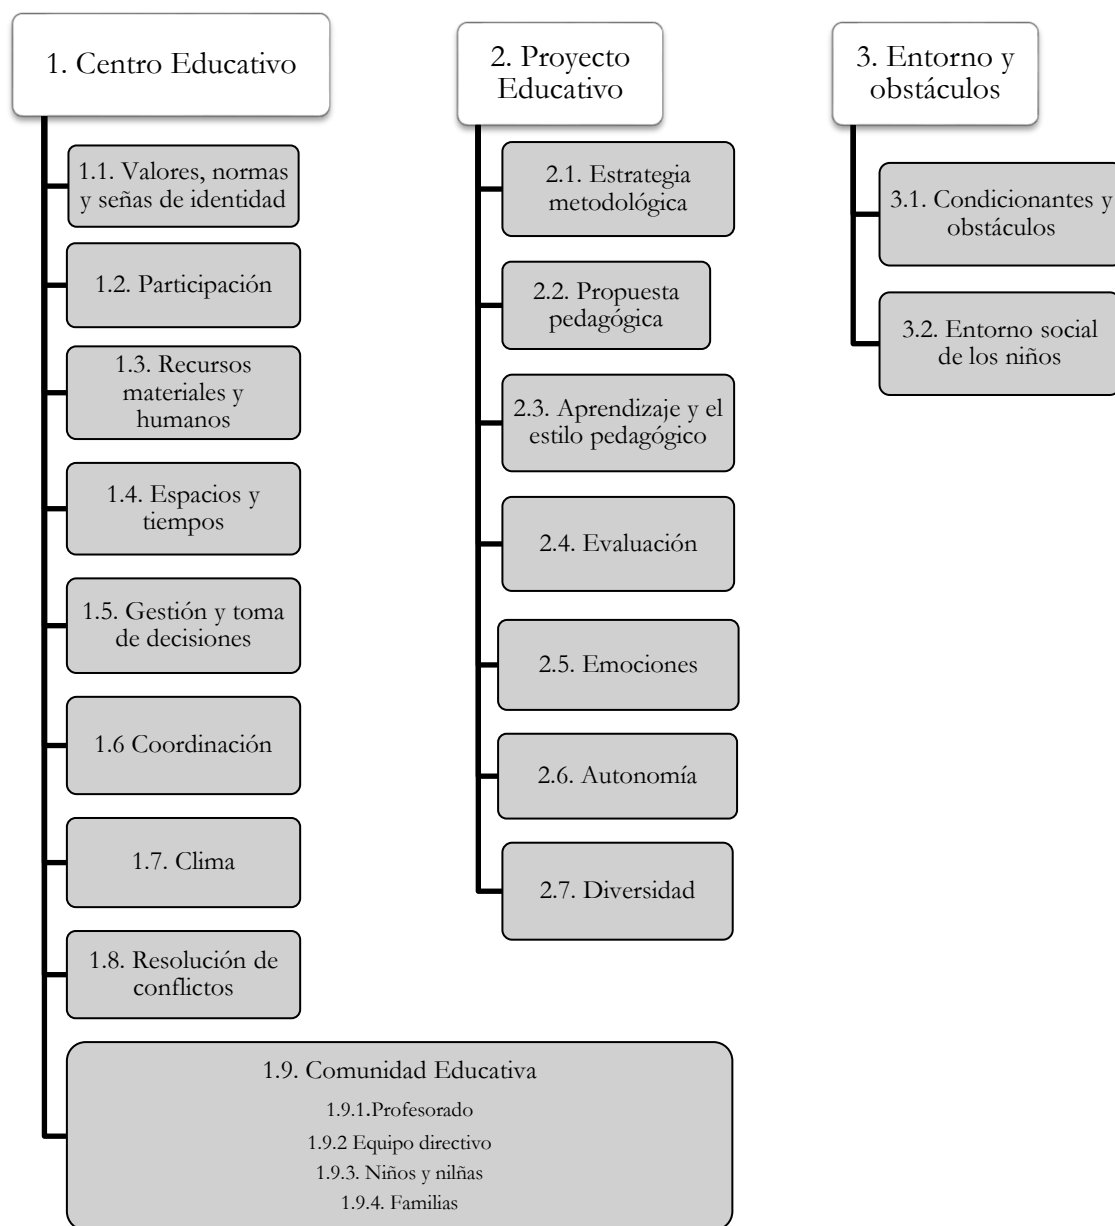 1. Centro Educativo
1.1. Valores, normas
y señas de identidad
1.2. Participación
1.3. Recursos
materiales y
humanos
1.4. Espacios y
tiempos
1.5. Gestión y toma
de decisiones
1.6 Coordinación
1.7. Clima
1.8. Resolución de
conflictos
1.9. Comunidad Educativa
1.9.1.Profesorado
1.9.2 Equipo directivo
1.9.3. Niños y nilñas
1.9.4. Familias
2. Proyecto
Educativo
2.1. Estrategia
metodológica
2.2. Propuesta
pedagógica
2.3. Aprendizaje y el
estilo pedagógico
2.4. Evaluación
2.5. Emociones
2.6. Autonomía
2.7. Diversidad
3. Entorno y
obstáculos
3.1. Condicionantes y
obstáculos
3.2. Entorno social
de los niños